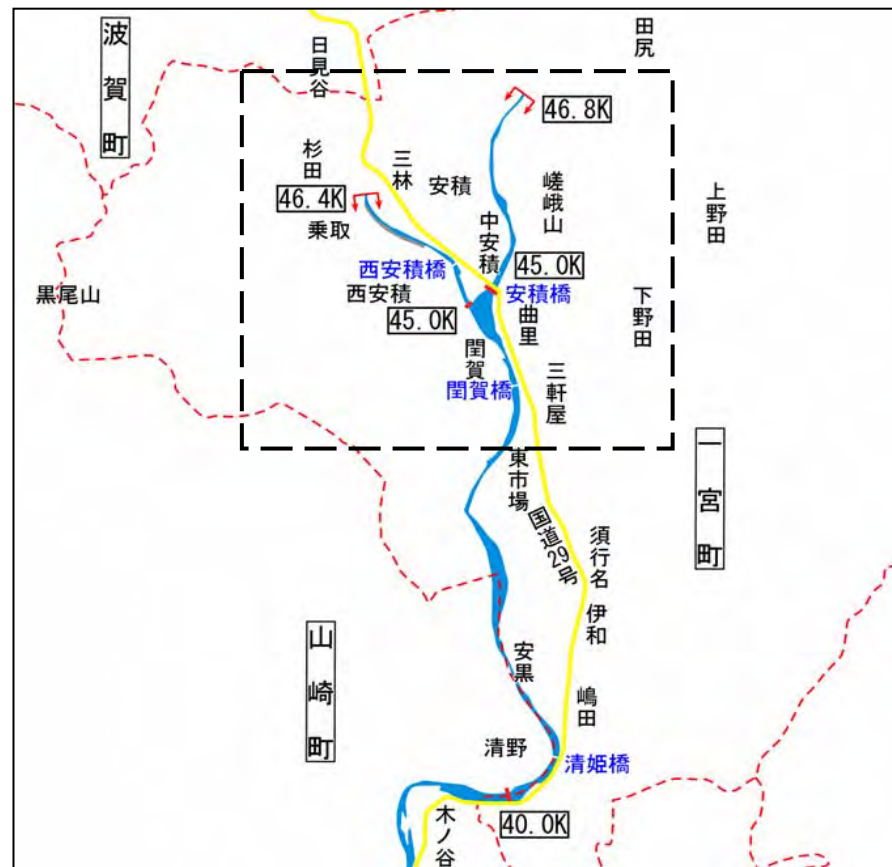 波賀町
日見谷
田尻
46.8K
杉田
三林
安積
嵯峨山
上野田
46.4K
乗取
中安積
西安積橋
45.0K
黒尾山
西安積
安積橋
下野田
45.0K
曲里
閏賀
三軒屋
閏賀橋
一宮町
東市場
国道29号
須行名
伊和
山崎町
安黒
嶋田
清野
清姫橋
木ノ谷
40.0K